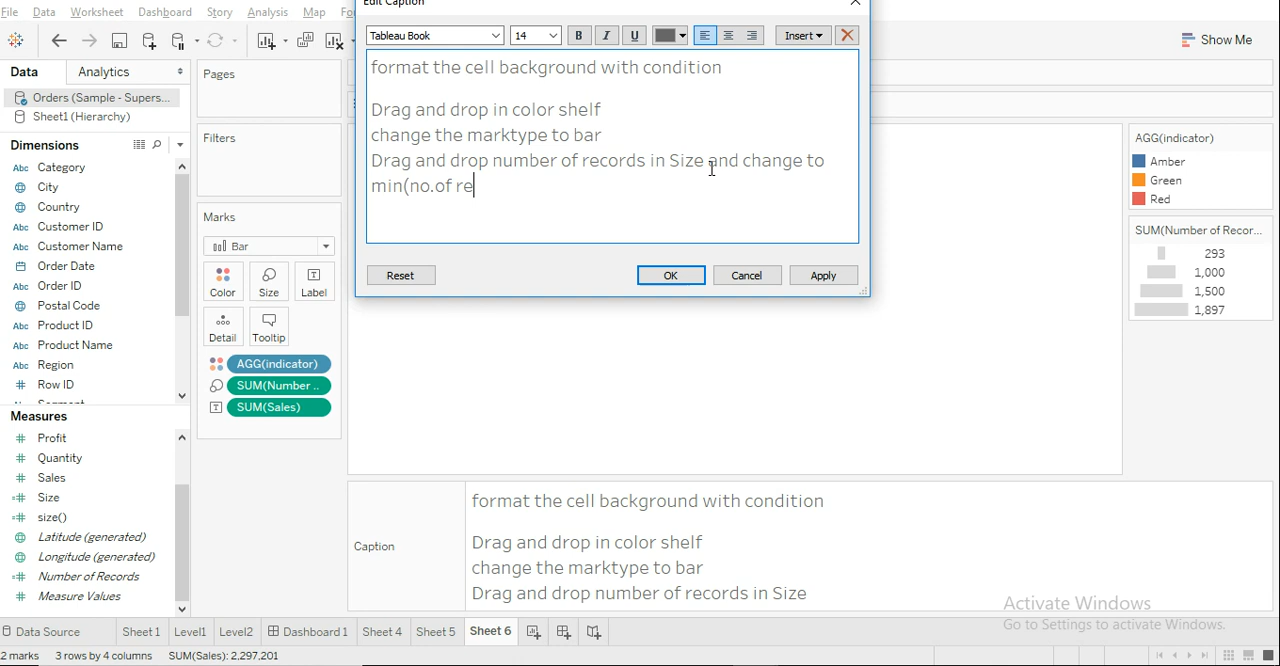 Edit Caption
File Data Worksheet Dashboard Story Analysis Map
Show Me
Data Analytics
Pages
Orders (Sample - Supers...
Sheet1 (Hierarchy)
Dimensions
Abc Category
City
Country
Abc Customer ID
Abc Customer Name
Order Date
Abc Order ID
Postal Code
Abc Product ID
Abc Product Name
Abc Region
# Row ID
Measures
# Profit
# Quantity
# Sales
=# Size
=# size()
Latitude (generated)
Longitude (generated)
=# Number of Records
# Measure Values
Filters
Marks
Bar
Color Size Label
Detail Tooltip
AGG(indicator)
SUM(Number ..
SUM(Sales)
Tableau Book 14 B I U Insert
format the cell background with condition
Drag and drop in color shelf
change the marktype to bar
Drag and drop number of records in Size and change to
min(no.of re
Reset OK Cancel Apply
AGG(indicator)
Amber
Green
Red
SUM(Number of Recor...
293
1,000
1,500
1,897
Caption
format the cell background with condition
Drag and drop in color shelf
change the marktype to bar
Drag and drop number of records in Size
Activate Windows
Go to Settings to activate Windows.
Data Source Sheet 1 Level1 Level2 Dashboard 1 Sheet 4 Sheet 5 Sheet 6
2 marks 3 rows by 4 columns SUM(Sales): 2,297,201